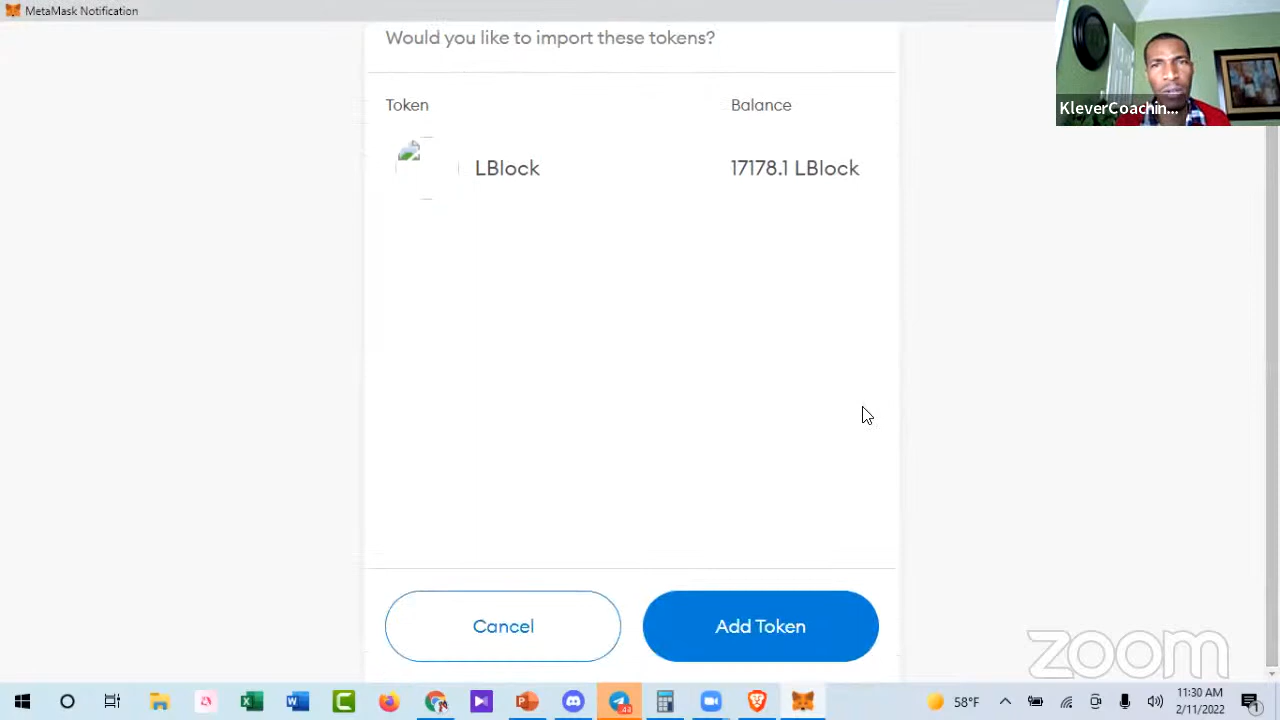 MetaMask Notification
Would you like to import these tokens?
Token Balance
LBlock 17178.1 LBlock
KleverCoachin...
Cancel Add Token
zoom
58°F
11:30 AM
2/11/2022